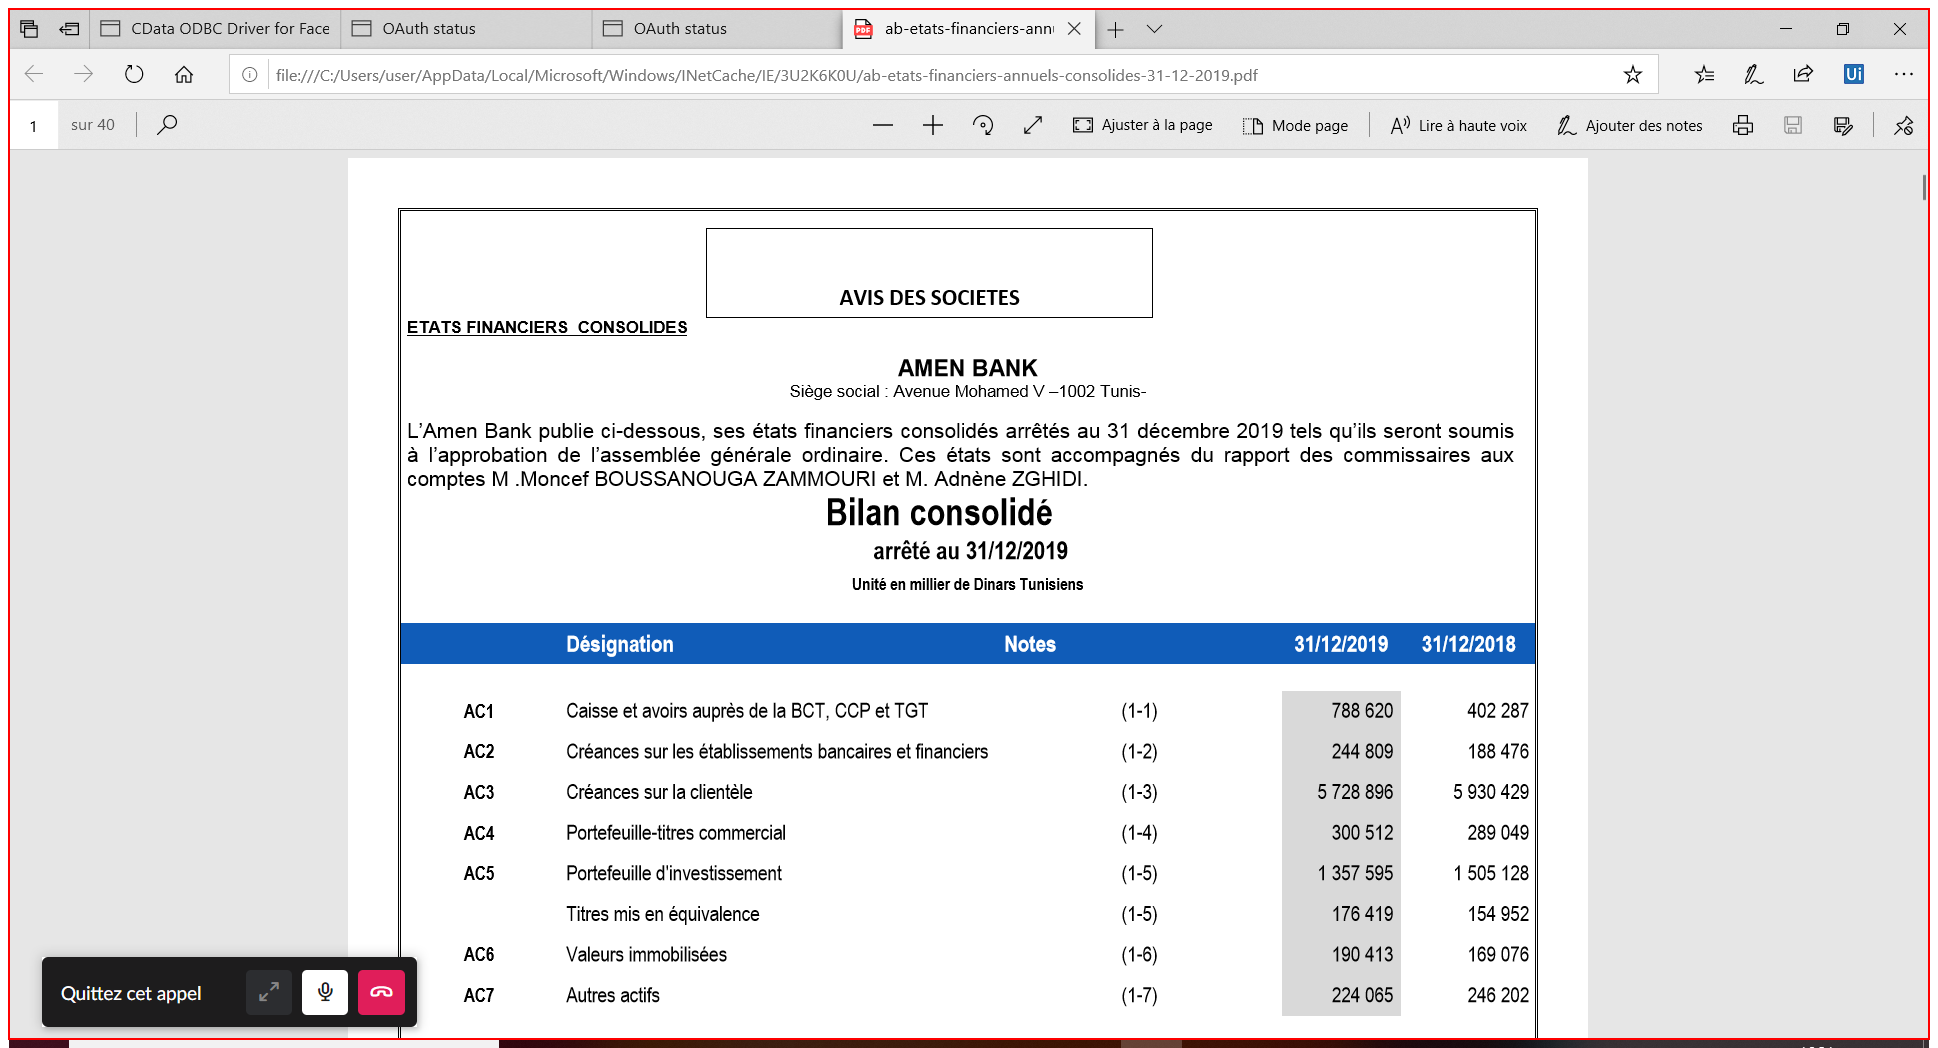 CData ODBC Driver for Face
OAuth status
OAuth status
ab-etats-financiers-ann
file:///C:/Users/user/AppData/Local/Microsoft/Windows/INetCache/IE/3U2K6K0U/ab-etats-financiers-annuels-consolides-31-12-2019.pdf
Ui
1 sur 40 Ajuster à la page Mode page Lire à haute voix Ajouter des notes
AVIS DES SOCIETES
ETATS FINANCIERS CONSOLIDES
AMEN BANK
Siège social : Avenue Mohamed V –1002 Tunis-
L'Amen Bank publie ci-dessous, ses états financiers consolidés arrêtés au 31 décembre 2019 tels qu'ils seront soumis
à l'approbation de l'assemblée générale ordinaire. Ces états sont accompagnés du rapport des commissaires aux
comptes M .Moncef BOUSSANOUGA ZAMMOURI et M. Adnène ZGHIDI.
Bilan consolidé
arrêté au 31/12/2019
Unité en millier de Dinars Tunisiens
Désignation Notes 31/12/2019 31/12/2018
AC1 Caisse et avoirs auprès de la BCT, CCP et TGT (1-1) 788 620 402 287
AC2 Créances sur les établissements bancaires et financiers (1-2) 244 809 188 476
AC3 Créances sur la clientèle (1-3) 5 728 896 5 930 429
AC4 Portefeuille-titres commercial (1-4) 300 512 289 049
AC5 Portefeuille d'investissement (1-5) 1 357 595 1 505 128
Titres mis en équivalence (1-5) 176 419 154 952
AC6 Valeurs immobilisées (1-6) 190 413 169 076
AC7 Autres actifs (1-7) 224 065 246 202
Quittez cet appel